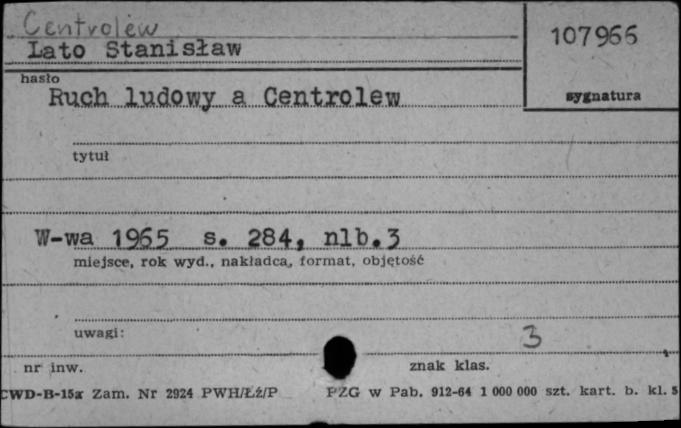 Centrolew
Lato Stanisław
107966
hasło
sygnatura
Ruch ludowy a Centrolew
tytuł
W-wa 1965 s. 284, nlb.3
miejsce, rok wyd., nakładca, format, objętość
uwagi:
3
nr inw.
znak klas.
CWD-B-15a Zam. Nr 2924 PWH/Łź/P PZG w Pab. 912-64 1 000 000 szt. kart. b. kl. 5